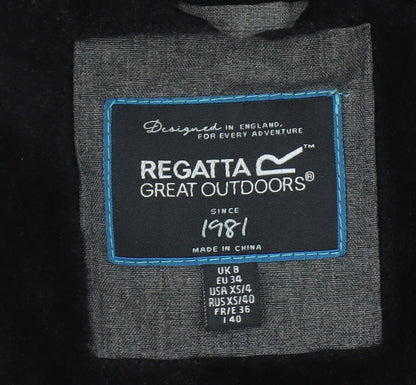 Designed IN ENGLAND,
FOR EVERY ADVENTURE
REGATTA R™
GREAT OUTDOORS®
SINCE
1981
MADE IN CHINA
UK 8
EU 34
USA XS/4
RUS XS/40
FR/E 36
I 40